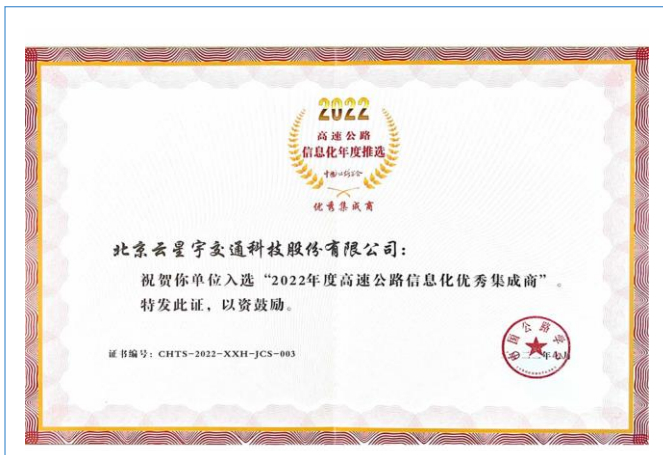 2022
高速公路
信息化年度推选
中国公路学会
优秀集成商
北京云星宇交通科技股份有限公司：
祝贺你单位入选“2022年度高速公路信息化优秀集成商”。
特发此证，以资鼓励。
证书编号：CHTS-2022-XXH-JCS-003
中国公路学会